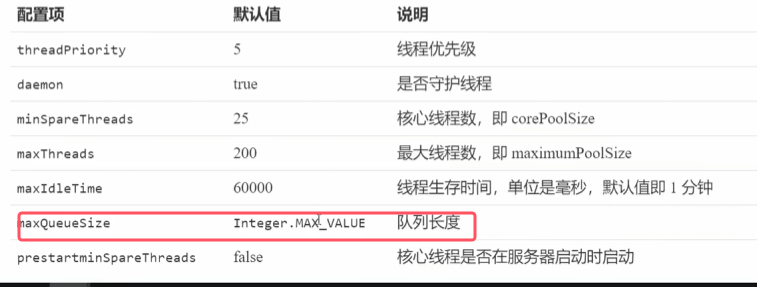 配置项 默认值 说明
threadPriority 5 线程优先级
daemon true 是否守护线程
minSpareThreads 25 核心线程数，即 corePoolSize
maxThreads 200 最大线程数，即 maximumPoolSize
maxIdleTime 60000 线程生存时间，单位是毫秒，默认值即 1 分钟
maxQueueSize Integer.MAX_VALUE 队列长度
prestartminSpareThreads false 核心线程是否在服务器启动时启动